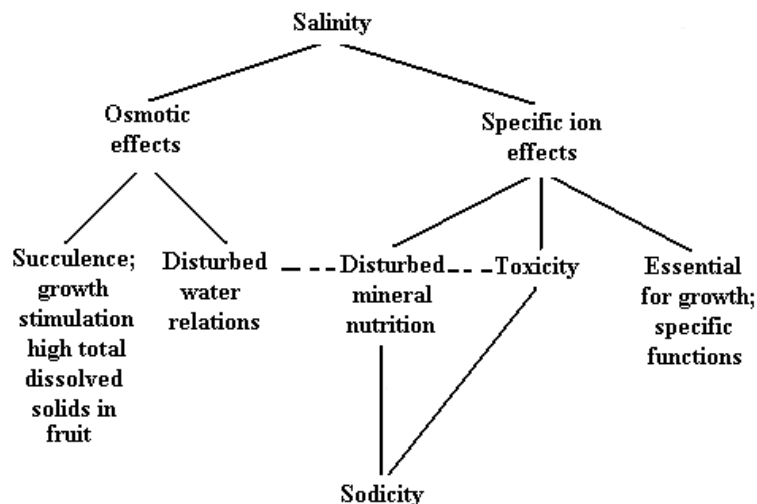 Salinity
Osmotic
effects
Specific ion
effects
Succulence;
growth
stimulation
high total
dissolved
solids in
fruit
Disturbed
water
relations
Disturbed
mineral
nutrition
Toxicity
Essential
for growth;
specific
functions
Sodicity